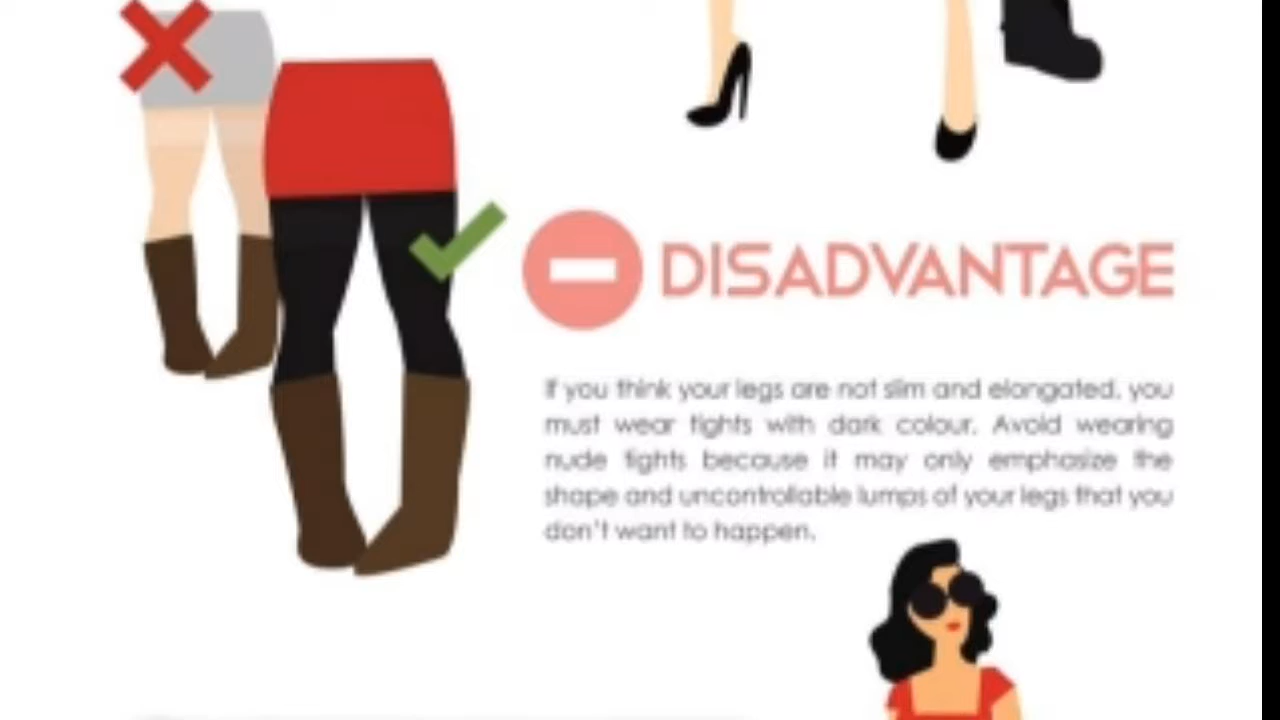 DISADVANTAGE
If you think your legs are not slim and elongated, you
must wear tights with dark colour. Avoid wearing
nude tights because it may only emphasize the
shape and uncontrollable lumps of your legs that you
don't want to happen.